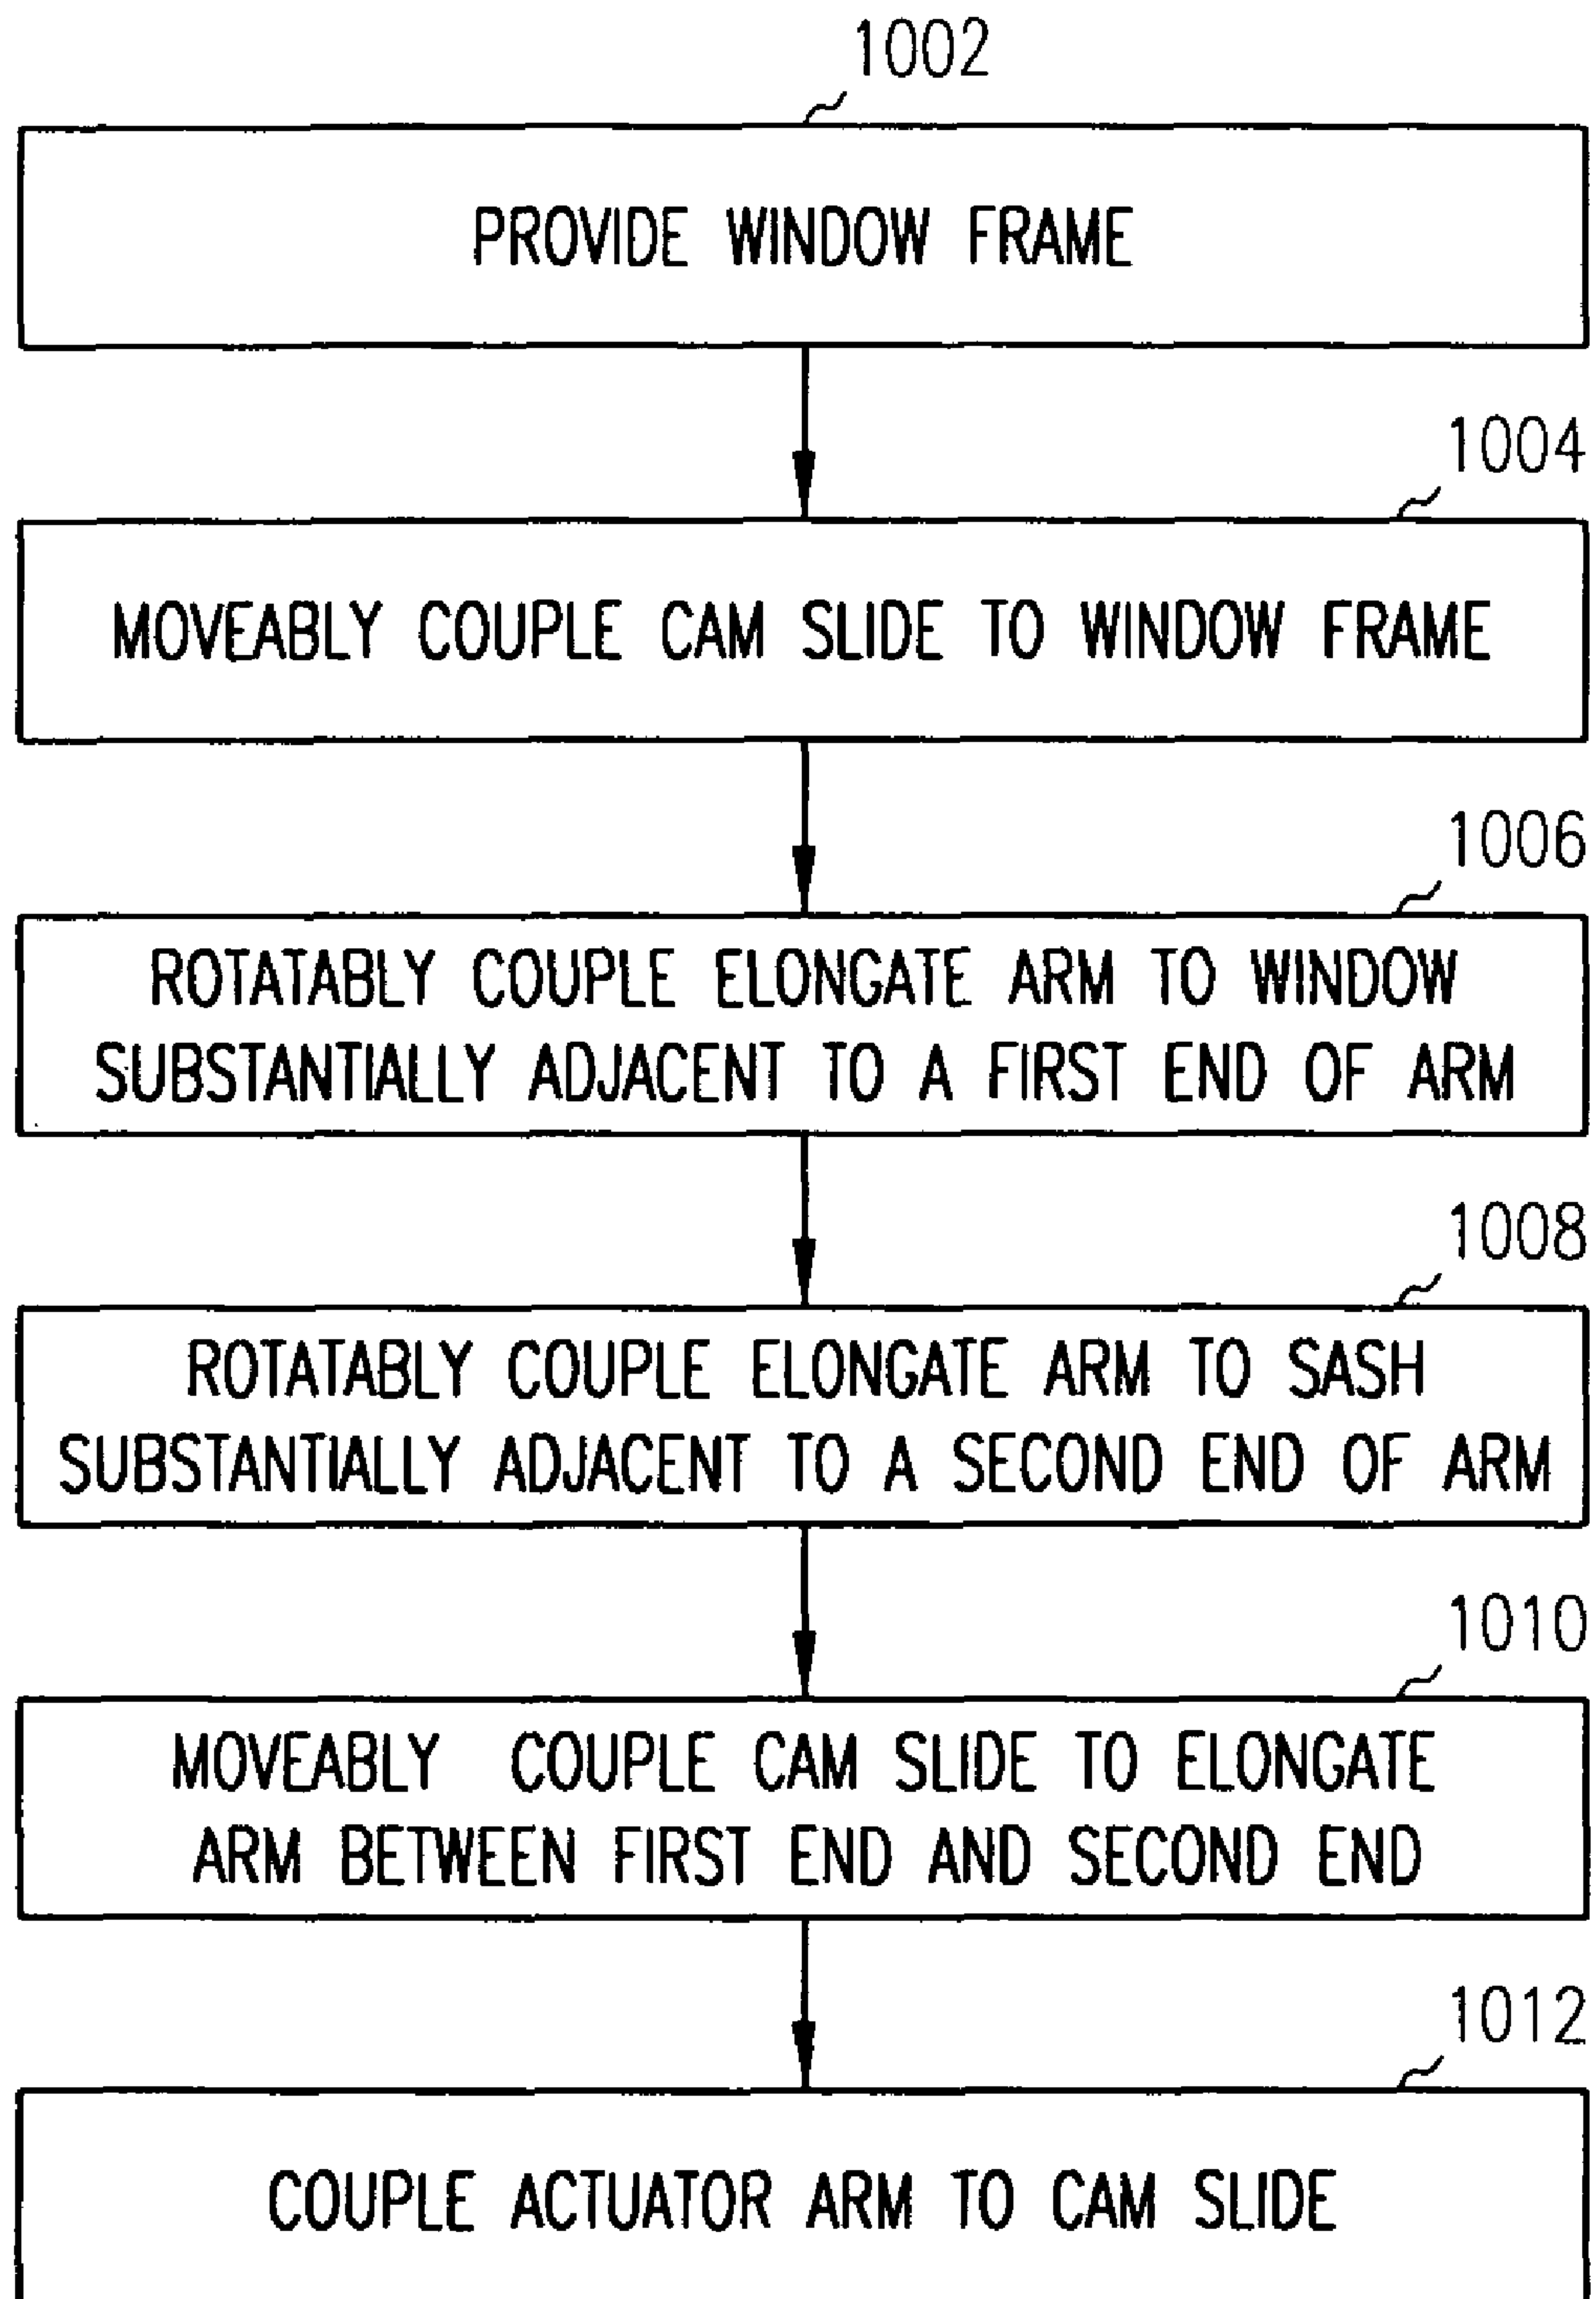 1002
PROVIDE WINDOW FRAME
1004
MOVEABLY COUPLE CAM SLIDE TO WINDOW FRAME
1006
ROTATABLY COUPLE ELONGATE ARM TO WINDOW
SUBSTANTIALLY ADJACENT TO A FIRST END OF ARM
1008
ROTATABLY COUPLE ELONGATE ARM TO SASH
SUBSTANTIALLY ADJACENT TO A SECOND END OF ARM
1010
MOVEABLY COUPLE CAM SLIDE TO ELONGATE
ARM BETWEEN FIRST END AND SECOND END
1012
COUPLE ACTUATOR ARM TO CAM SLIDE